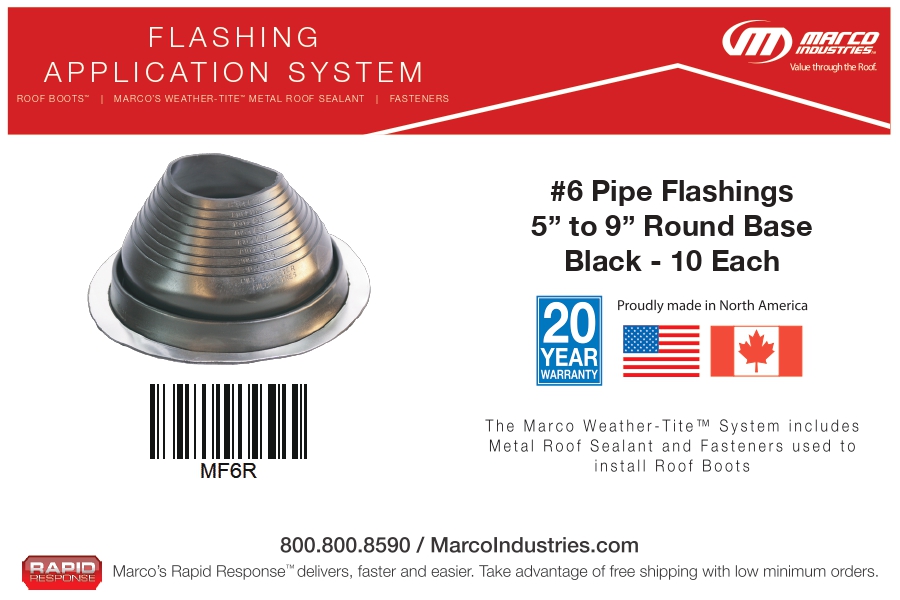 FLASHING
APPLICATION SYSTEM
ROOF BOOTS™ | MARCO'S WEATHER-TITE™ METAL ROOF SEALANT | FASTENERS
MARCO
INDUSTRIES™
Value through the Roof.
#6 Pipe Flashings
5” to 9” Round Base
Black - 10 Each
20
YEAR
WARRANTY
Proudly made in North America
The Marco Weather-Tite™ System includes
Metal Roof Sealant and Fasteners used to
install Roof Boots
MF6R
800.800.8590 / MarcoIndustries.com
RAPID
RESPONSE
Marco’s Rapid Response™ delivers, faster and easier. Take advantage of free shipping with low minimum orders.